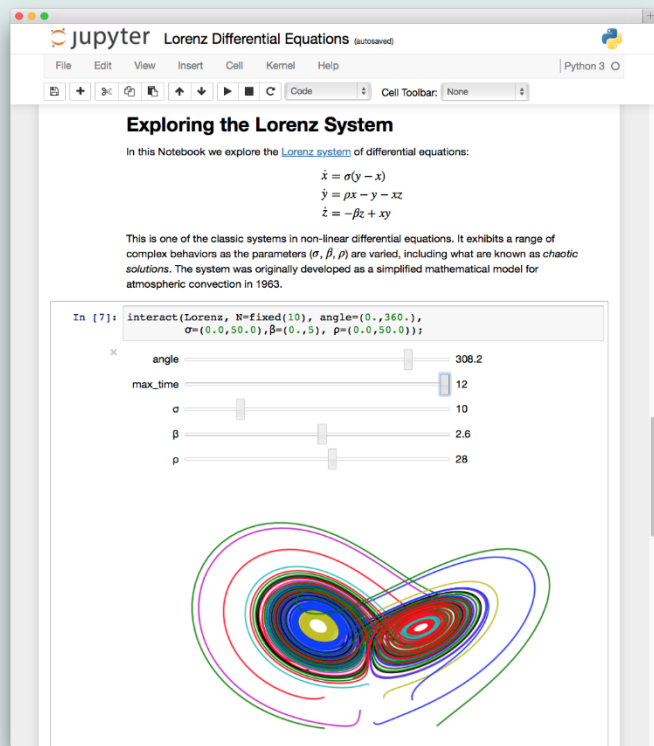 jupyter Lorenz Differential Equations (autosaved)
File Edit View Insert Cell Kernel Help Python 3
Code Cell Toolbar: None
Exploring the Lorenz System
In this Notebook we explore the Lorenz system of differential equations:
ẋ = σ(y − x)
ẏ = ρx − y − xz
ż = −βz + xy
This is one of the classic systems in non-linear differential equations. It exhibits a range of
complex behaviors as the parameters (σ, β, ρ) are varied, including what are known as chaotic
solutions. The system was originally developed as a simplified mathematical model for
atmospheric convection in 1963.
In [7]: interact(Lorenz, N=fixed(10), angle=(0.,360.),
σ=(0.0,50.0),β=(0.,5), ρ=(0.0,50.0));
angle 308.2
max_time 12
σ 10
β 2.6
ρ 28